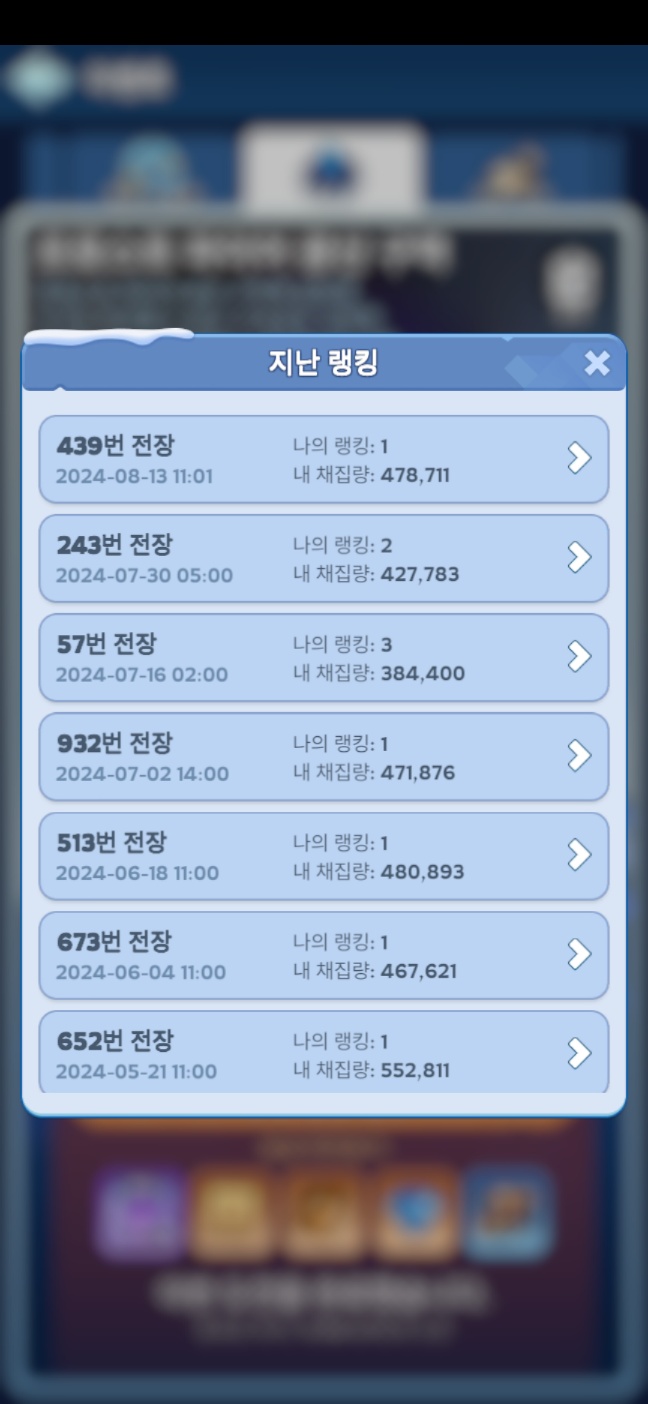 지난 랭킹
439번 전장
나의 랭킹: 1
2024-08-13 11:01
내 채집량: 478,711
243번 전장
나의 랭킹: 2
2024-07-30 05:00
내 채집량: 427,783
57번 전장
나의 랭킹: 3
2024-07-16 02:00
내 채집량: 384,400
932번 전장
나의 랭킹: 1
2024-07-02 14:00
내 채집량: 471,876
513번 전장
나의 랭킹: 1
2024-06-18 11:00
내 채집량: 480,893
673번 전장
나의 랭킹: 1
2024-06-04 11:00
내 채집량: 467,621
652번 전장
나의 랭킹: 1
2024-05-21 11:00
내 채집량: 552,811